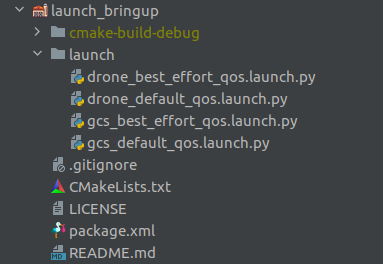 launch_bringup
cmake-build-debug
launch
drone_best_effort_qos.launch.py
drone_default_qos.launch.py
gcs_best_effort_qos.launch.py
gcs_default_qos.launch.py
.gitignore
CMakeLists.txt
LICENSE
package.xml
MD README.md